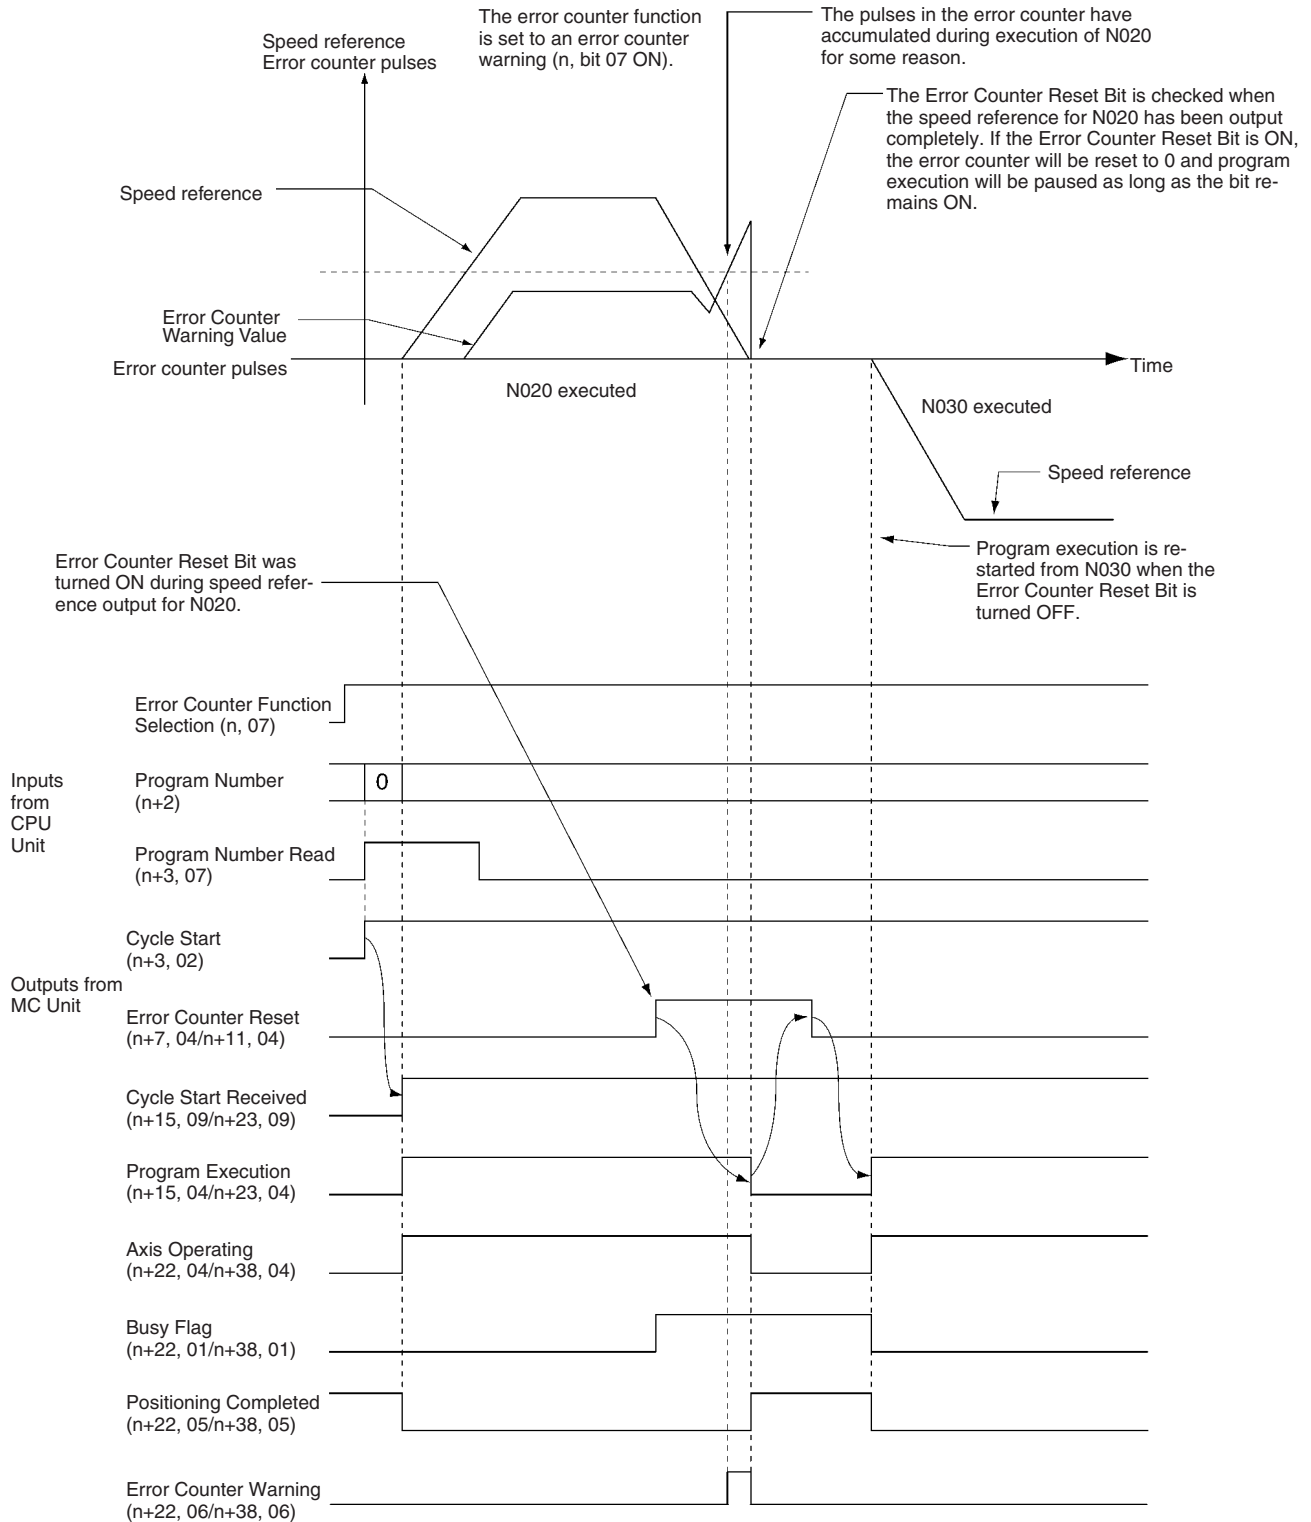 The error counter function
is set to an error counter
warning (n, bit 07 ON).
The pulses in the error counter have
accumulated during execution of N020
for some reason.
Speed reference
Error counter pulses
The Error Counter Reset Bit is checked when
the speed reference for N020 has been output
completely. If the Error Counter Reset Bit is ON,
the error counter will be reset to 0 and program
execution will be paused as long as the bit re-
mains ON.
Speed reference
Error Counter
Warning Value
Error counter pulses
Time
N020 executed
N030 executed
Speed reference
Program execution is re-
started from N030 when the
Error Counter Reset Bit is
turned OFF.
Error Counter Reset Bit was
turned ON during speed refer-
ence output for N020.
Error Counter Function
Selection (n, 07)
Inputs
from
CPU
Unit
Program Number
(n+2)
0
Program Number Read
(n+3, 07)
Cycle Start
(n+3, 02)
Outputs from
MC Unit
Error Counter Reset
(n+7, 04/n+11, 04)
Cycle Start Received
(n+15, 09/n+23, 09)
Program Execution
(n+15, 04/n+23, 04)
Axis Operating
(n+22, 04/n+38, 04)
Busy Flag
(n+22, 01/n+38, 01)
Positioning Completed
(n+22, 05/n+38, 05)
Error Counter Warning
(n+22, 06/n+38, 06)